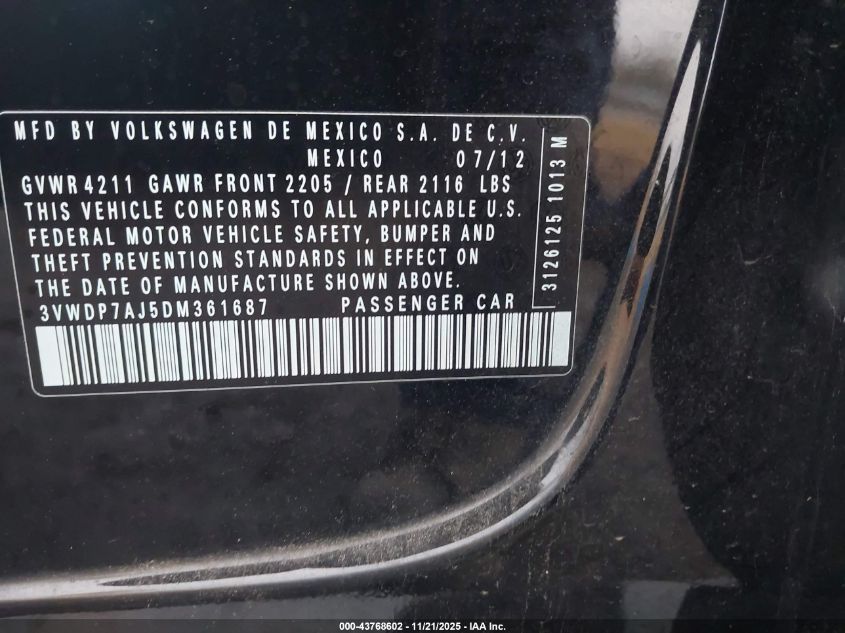 MFD BY VOLKSWAGEN DE MEXICO S.A. DE C.V.
MEXICO 07/12
GVWR 4211 GAWR FRONT 2205 / REAR 2116 LBS
THIS VEHICLE CONFORMS TO ALL APPLICABLE U.S.
FEDERAL MOTOR VEHICLE SAFETY, BUMPER AND
THEFT PREVENTION STANDARDS IN EFFECT ON
THE DATE OF MANUFACTURE SHOWN ABOVE.
3VWDP7AJ5DM361687 PASSENGER CAR
3126125 1013 M
000-43768602 - 11/21/2025 - IAA Inc.